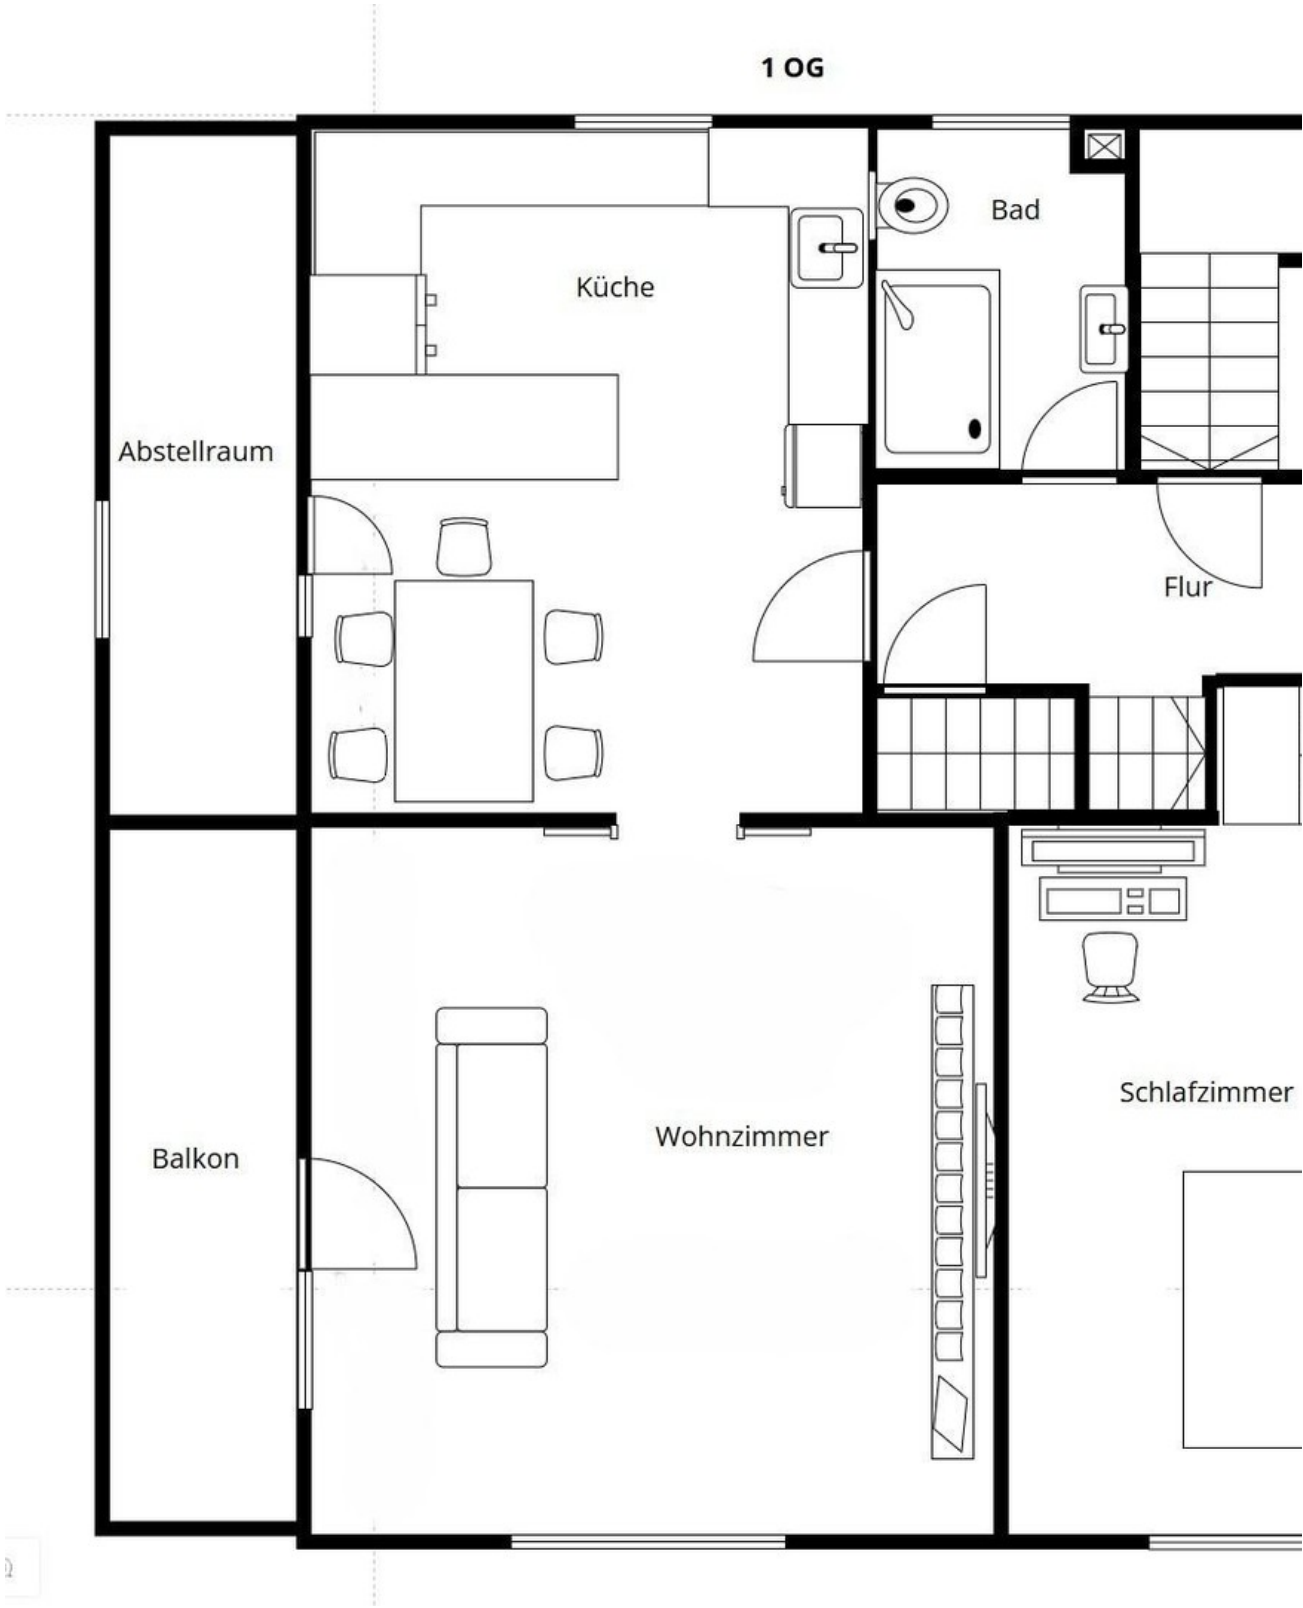 1 OG
Bad
Küche
Abstellraum
Flur
Schlafzimmer
Wohnzimmer
Balkon